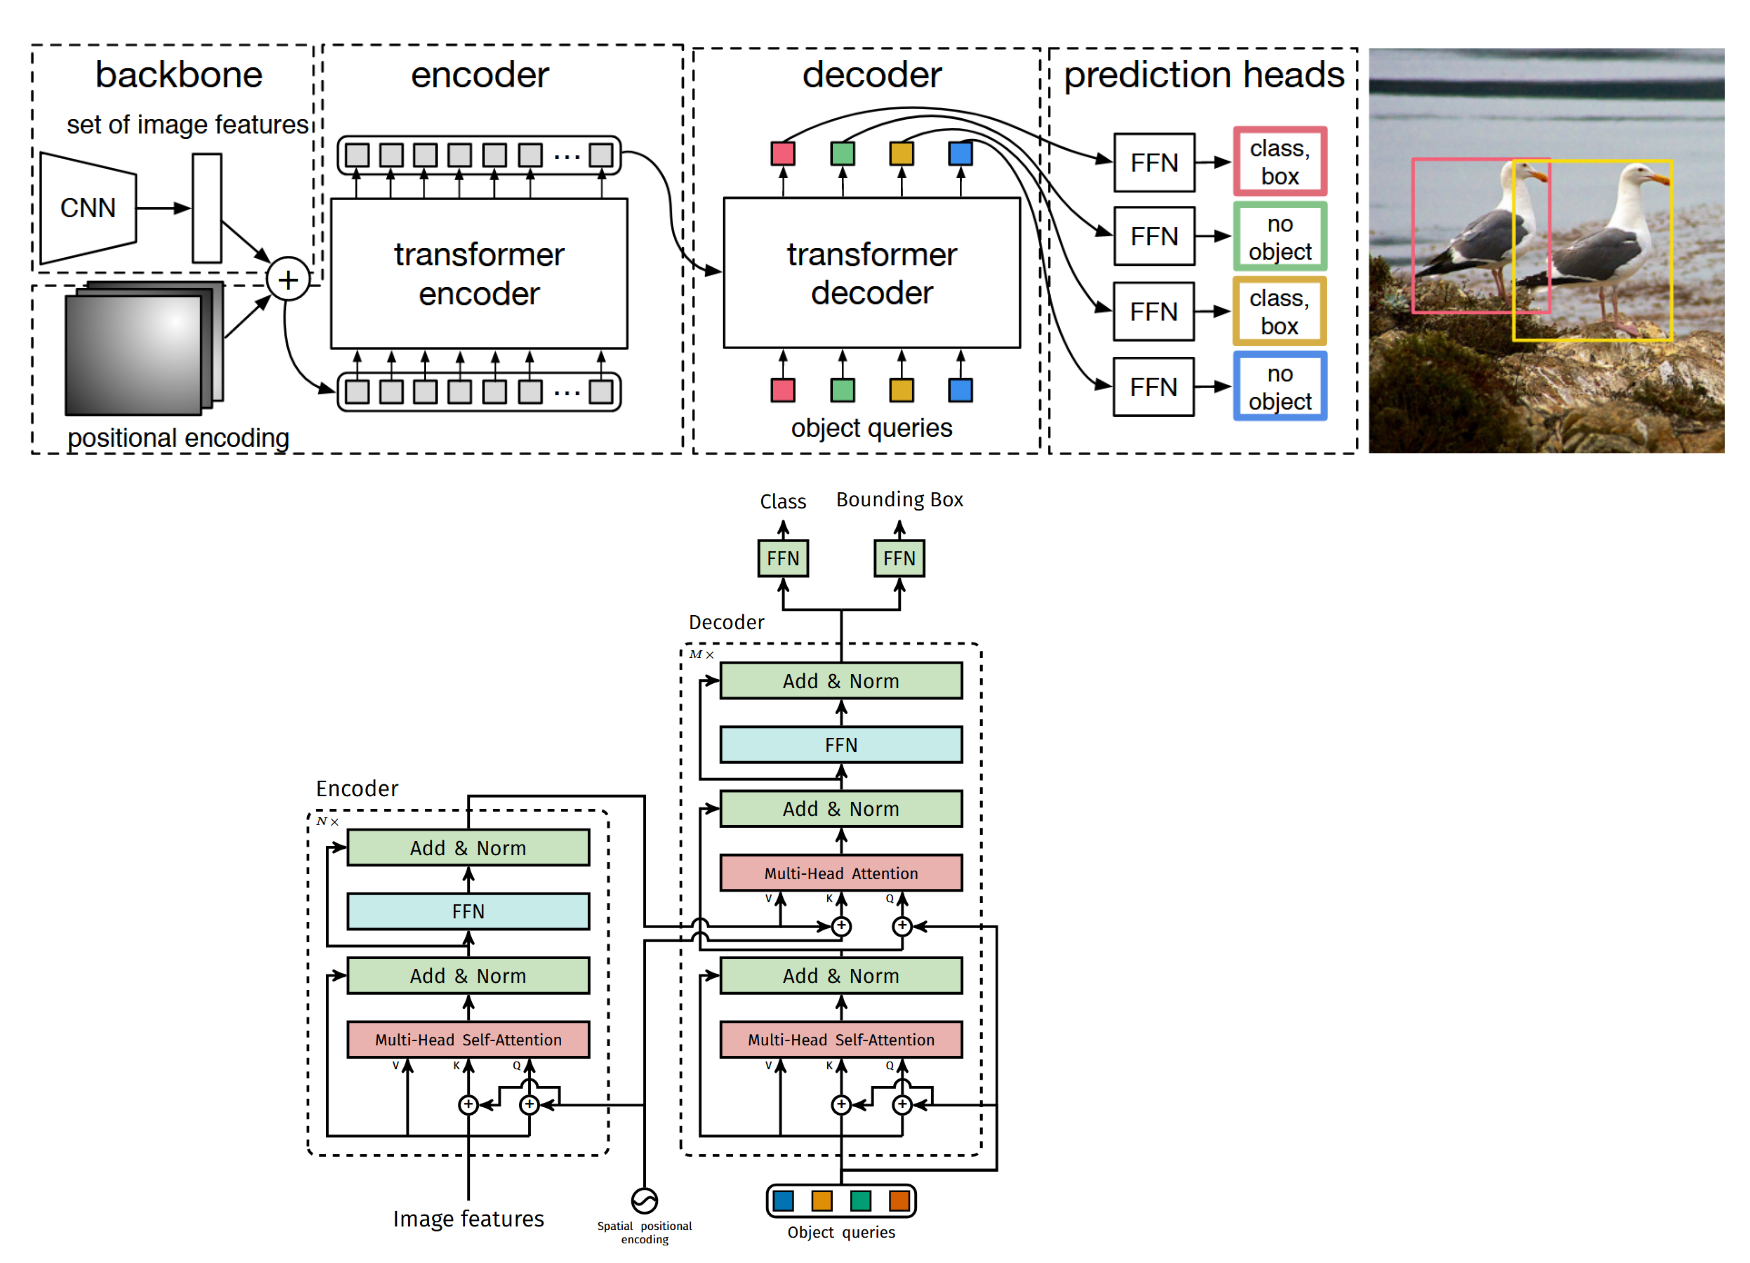 backbone
encoder
decoder
prediction heads
set of image features
CNN
+
positional encoding
transformer
encoder
...
...
transformer
decoder
object queries
FFN
class,
box
FFN
no
object
FFN
class,
box
FFN
no
object
Class
Bounding Box
FFN
FFN
Decoder
M ×
Add & Norm
FFN
Add & Norm
Multi-Head Attention
V
K
Q
+
+
Add & Norm
Multi-Head Self-Attention
V
K
Q
+
+
Object queries
Encoder
N ×
Add & Norm
FFN
Add & Norm
Multi-Head Self-Attention
V
K
Q
+
+
Image features
Spatial positional
encoding